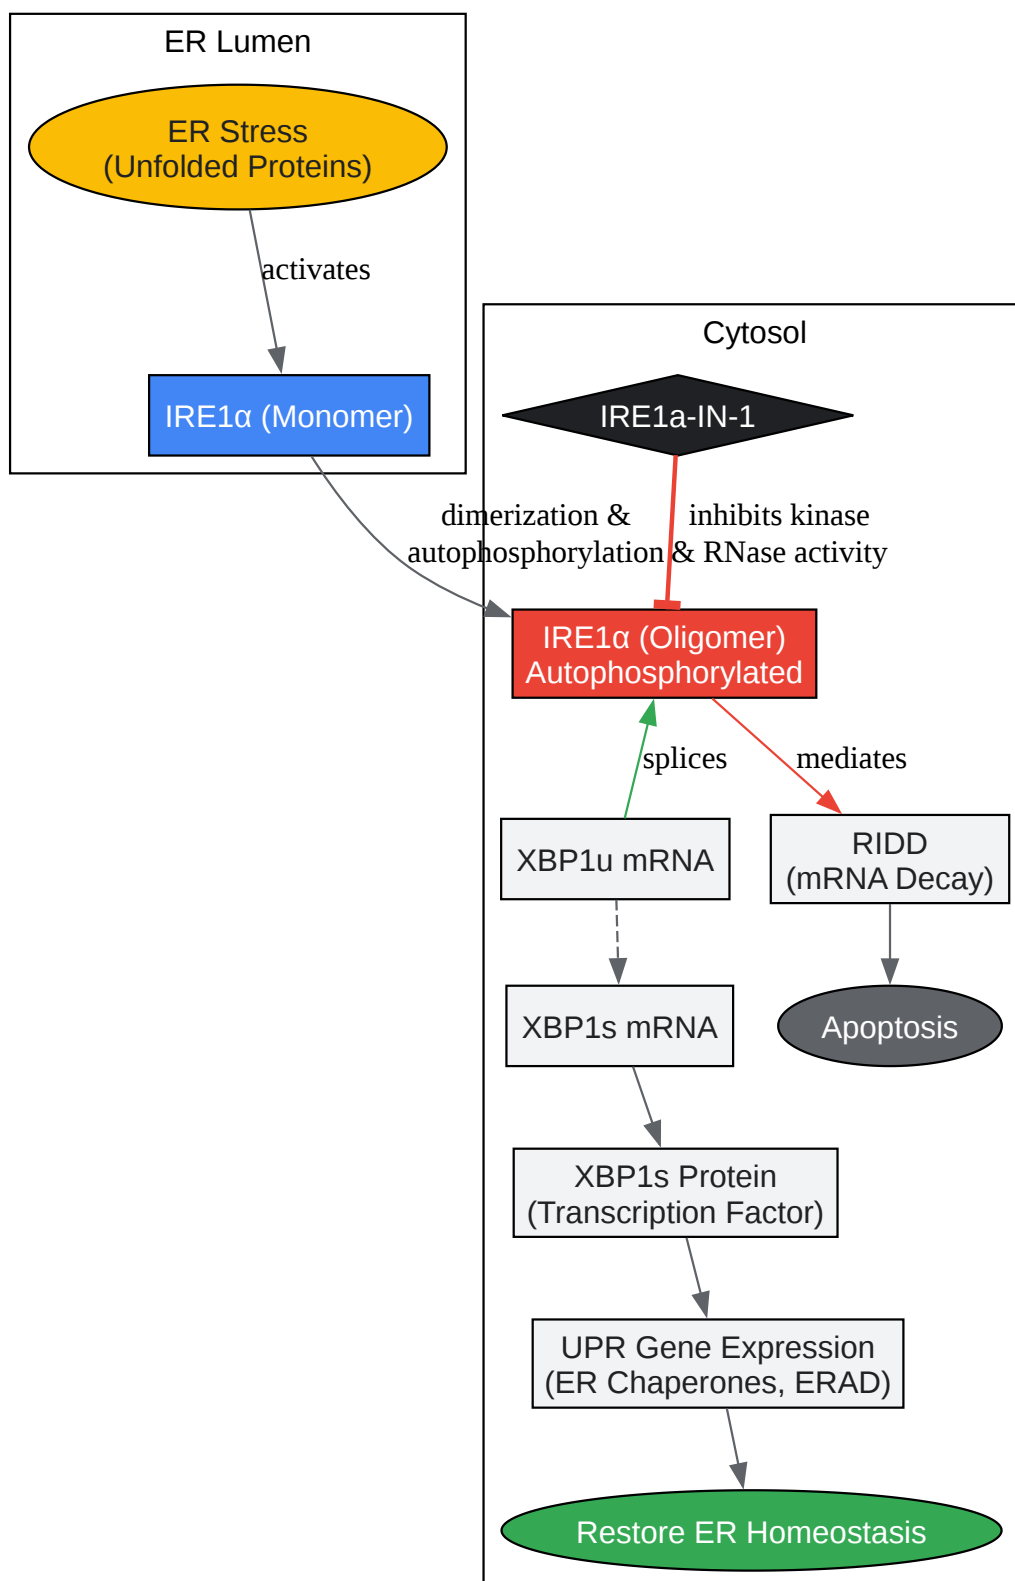 ER Lumen
ER Stress
(Unfolded Proteins)
activates
IRE1α (Monomer)
Cytosol
IRE1a-IN-1
dimerization &
autophosphorylation
inhibits kinase
& RNase activity
IRE1α (Oligomer)
Autophosphorylated
splices
mediates
XBP1u mRNA
RIDD
(mRNA Decay)
XBP1s mRNA
Apoptosis
XBP1s Protein
(Transcription Factor)
UPR Gene Expression
(ER Chaperones, ERAD)
Restore ER Homeostasis